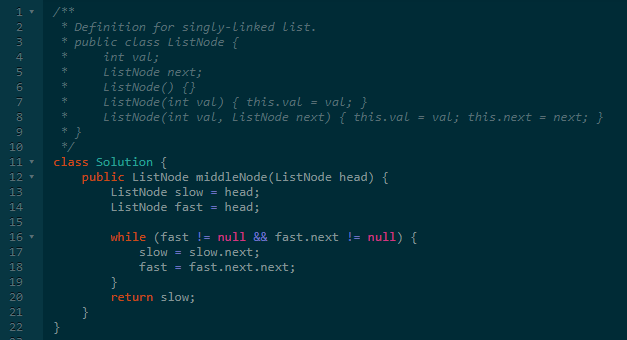 1 /**
2  * Definition for singly-linked list.
3  * public class ListNode {
4  *     int val;
5  *     ListNode next;
6  *     ListNode() {}
7  *     ListNode(int val) { this.val = val; }
8  *     ListNode(int val, ListNode next) { this.val = val; this.next = next; }
9  * }
10  */
11 class Solution {
12     public ListNode middleNode(ListNode head) {
13         ListNode slow = head;
14         ListNode fast = head;
15
16         while (fast != null && fast.next != null) {
17             slow = slow.next;
18             fast = fast.next.next;
19         }
20         return slow;
21     }
22 }